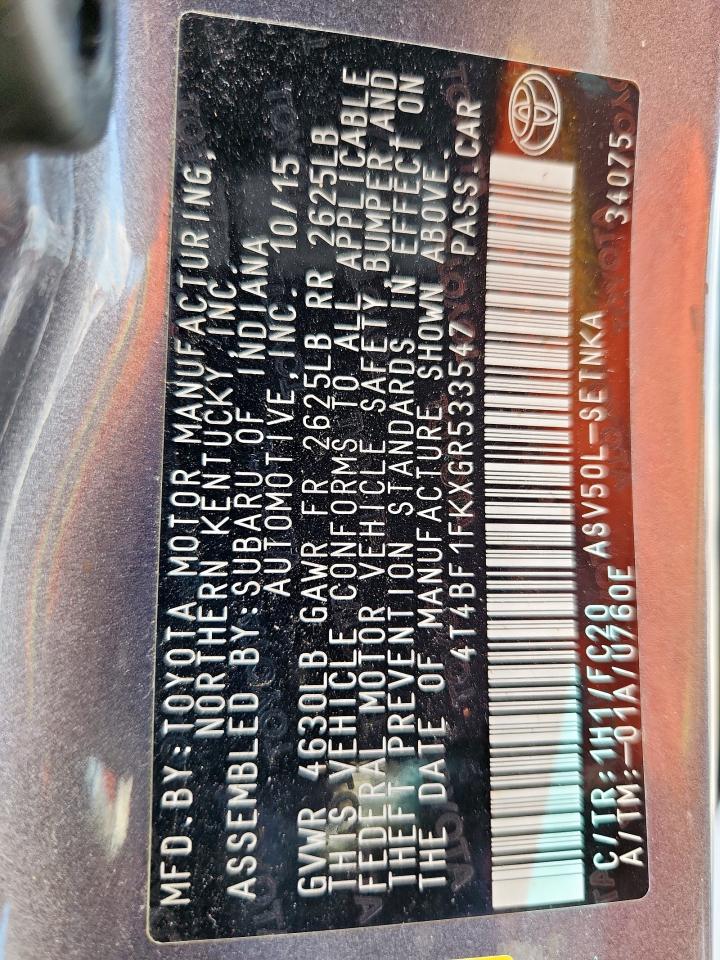 MFD.BY:TOYOTA MOTOR MANUFACTURING,
NORTHERN KENTUCKY,INC.
ASSEMBLED BY:SUBARU OF INDIANA
AUTOMOTIVE,INC. 10/15
GVWR 4630LB GAWR FR 2625LB RR 2625LB
THIS VEHICLE CONFORMS TO ALL APPLICABLE
FEDERAL MOTOR VEHICLE SAFETY,BUMPER,AND
THEFT PREVENTION STANDARDS IN EFFECT ON
THE DATE OF MANUFACTURE SHOWN ABOVE.
4T4BF1FKXGR533547 PASS.CAR
C/TR:1H1/FC20 ASV50L-SETNKA
A/TM:-01A/U760E 34075